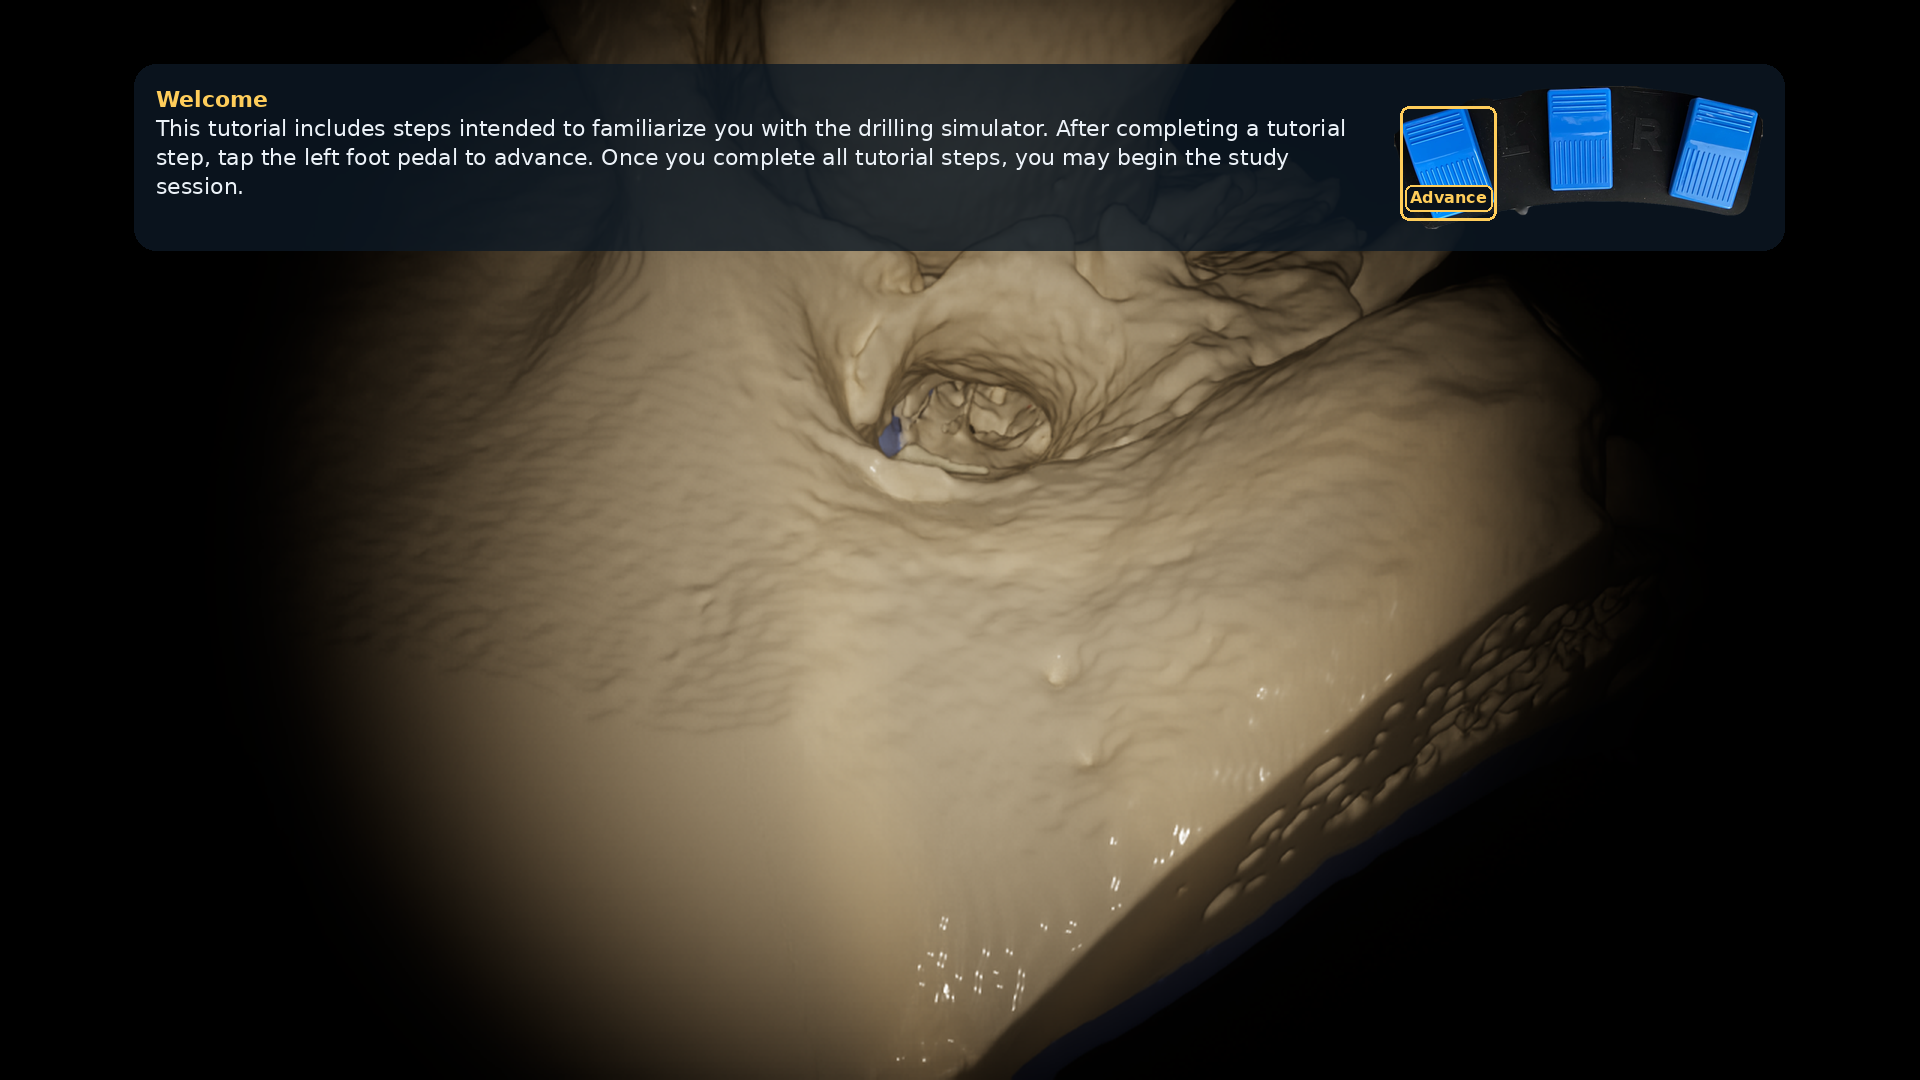 Welcome
This tutorial includes steps intended to familiarize you with the drilling simulator. After completing a tutorial
step, tap the left foot pedal to advance. Once you complete all tutorial steps, you may begin the study
session.
L
R
Advance